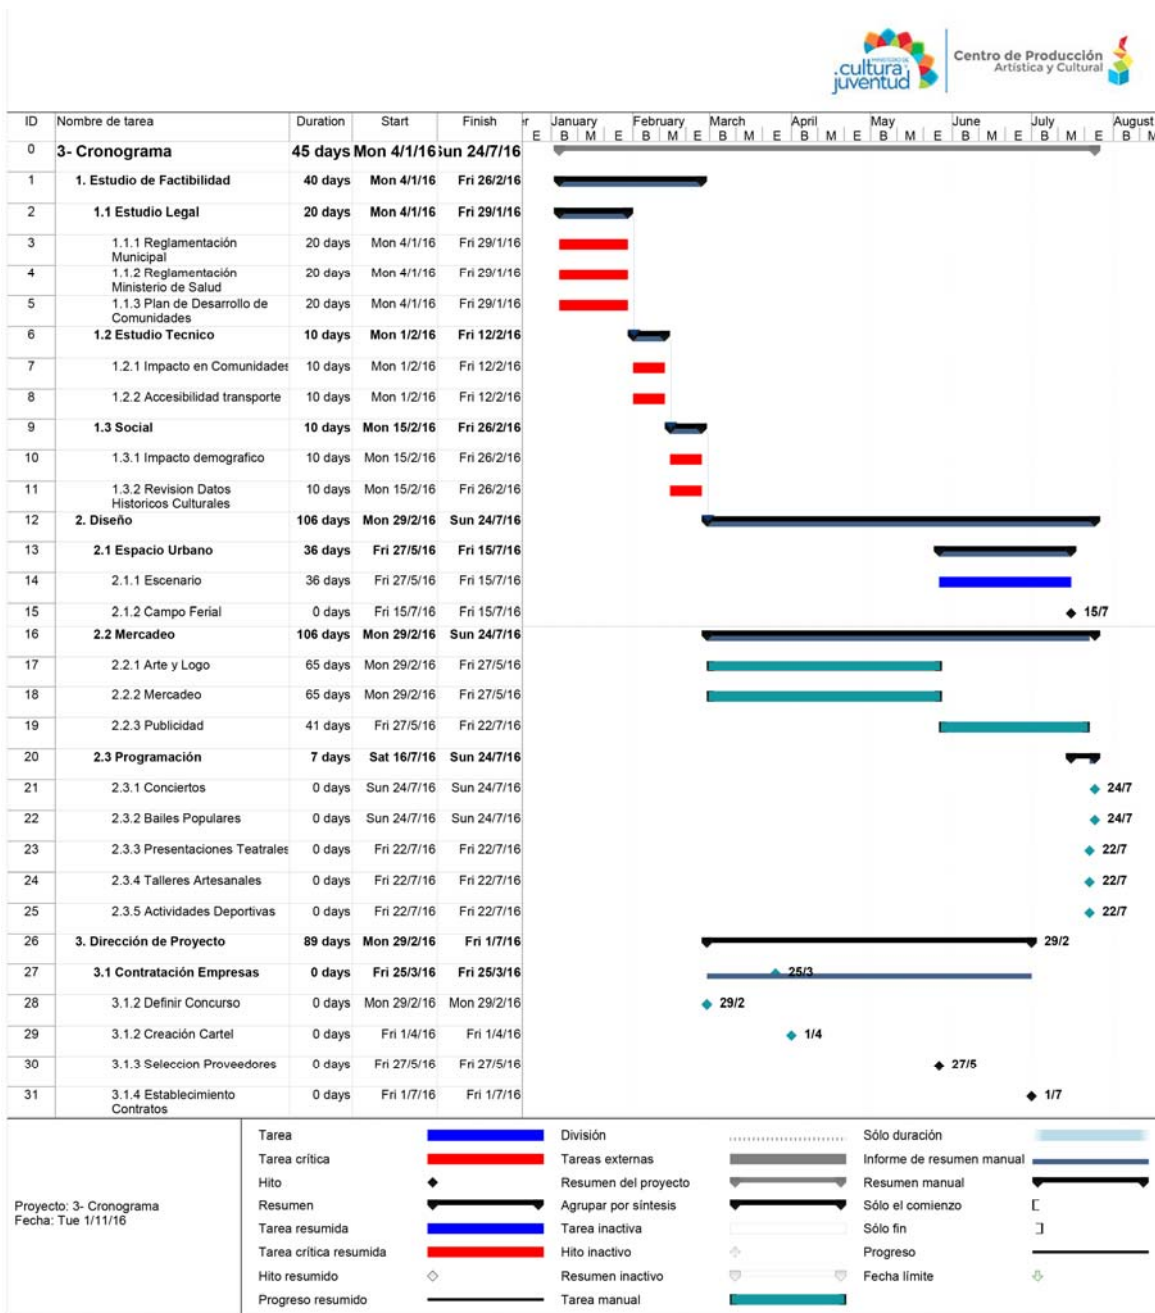 MINISTERIO DE
cultura y
juventud
Centro de Producción
Artística y Cultural
ID Nombre de tarea Duration Start Finish January February March April May June July August
E B M E B M E B M E B M E B M E B M E B M E B M
0 3- Cronograma 45 days Mon 4/1/16 Sun 24/7/16
1 1. Estudio de Factibilidad 40 days Mon 4/1/16 Fri 26/2/16
2 1.1 Estudio Legal 20 days Mon 4/1/16 Fri 29/1/16
3 1.1.1 Reglamentación 20 days Mon 4/1/16 Fri 29/1/16
Municipal
4 1.1.2 Reglamentación 20 days Mon 4/1/16 Fri 29/1/16
Ministerio de Salud
5 1.1.3 Plan de Desarrollo de 20 days Mon 4/1/16 Fri 29/1/16
Comunidades
6 1.2 Estudio Tecnico 10 days Mon 1/2/16 Fri 12/2/16
7 1.2.1 Impacto en Comunidades 10 days Mon 1/2/16 Fri 12/2/16
8 1.2.2 Accesibilidad transporte 10 days Mon 1/2/16 Fri 12/2/16
9 1.3 Social 10 days Mon 15/2/16 Fri 26/2/16
10 1.3.1 Impacto demografico 10 days Mon 15/2/16 Fri 26/2/16
11 1.3.2 Revision Datos 10 days Mon 15/2/16 Fri 26/2/16
Historicos Culturales
12 2. Diseño 106 days Mon 29/2/16 Sun 24/7/16
13 2.1 Espacio Urbano 36 days Fri 27/5/16 Fri 15/7/16
14 2.1.1 Escenario 36 days Fri 27/5/16 Fri 15/7/16
15 2.1.2 Campo Ferial 0 days Fri 15/7/16 Fri 15/7/16 15/7
16 2.2 Mercadeo 106 days Mon 29/2/16 Sun 24/7/16
17 2.2.1 Arte y Logo 65 days Mon 29/2/16 Fri 27/5/16
18 2.2.2 Mercadeo 65 days Mon 29/2/16 Fri 27/5/16
19 2.2.3 Publicidad 41 days Fri 27/5/16 Fri 22/7/16
20 2.3 Programación 7 days Sat 16/7/16 Sun 24/7/16
21 2.3.1 Conciertos 0 days Sun 24/7/16 Sun 24/7/16 24/7
22 2.3.2 Bailes Populares 0 days Sun 24/7/16 Sun 24/7/16 24/7
23 2.3.3 Presentaciones Teatrales 0 days Fri 22/7/16 Fri 22/7/16 22/7
24 2.3.4 Talleres Artesanales 0 days Fri 22/7/16 Fri 22/7/16 22/7
25 2.3.5 Actividades Deportivas 0 days Fri 22/7/16 Fri 22/7/16 22/7
26 3. Dirección de Proyecto 89 days Mon 29/2/16 Fri 1/7/16 29/2
27 3.1 Contratación Empresas 0 days Fri 25/3/16 Fri 25/3/16 25/3
28 3.1.2 Definir Concurso 0 days Mon 29/2/16 Mon 29/2/16 29/2
29 3.1.2 Creación Cartel 0 days Fri 1/4/16 Fri 1/4/16 1/4
30 3.1.3 Seleccion Proveedores 0 days Fri 27/5/16 Fri 27/5/16 27/5
31 3.1.4 Establecimiento 0 days Fri 1/7/16 Fri 1/7/16 1/7
Contratos
Proyecto: 3- Cronograma
Fecha: Tue 1/11/16
Tarea División Sólo duración
Tarea crítica Tareas externas Informe de resumen manual
Hito Resumen del proyecto Resumen manual
Resumen Agrupar por síntesis Sólo el comienzo
Tarea resumida Tarea inactiva Sólo fin
Tarea crítica resumida Hito inactivo Progreso
Hito resumido Resumen inactivo Fecha límite
Progreso resumido Tarea manual